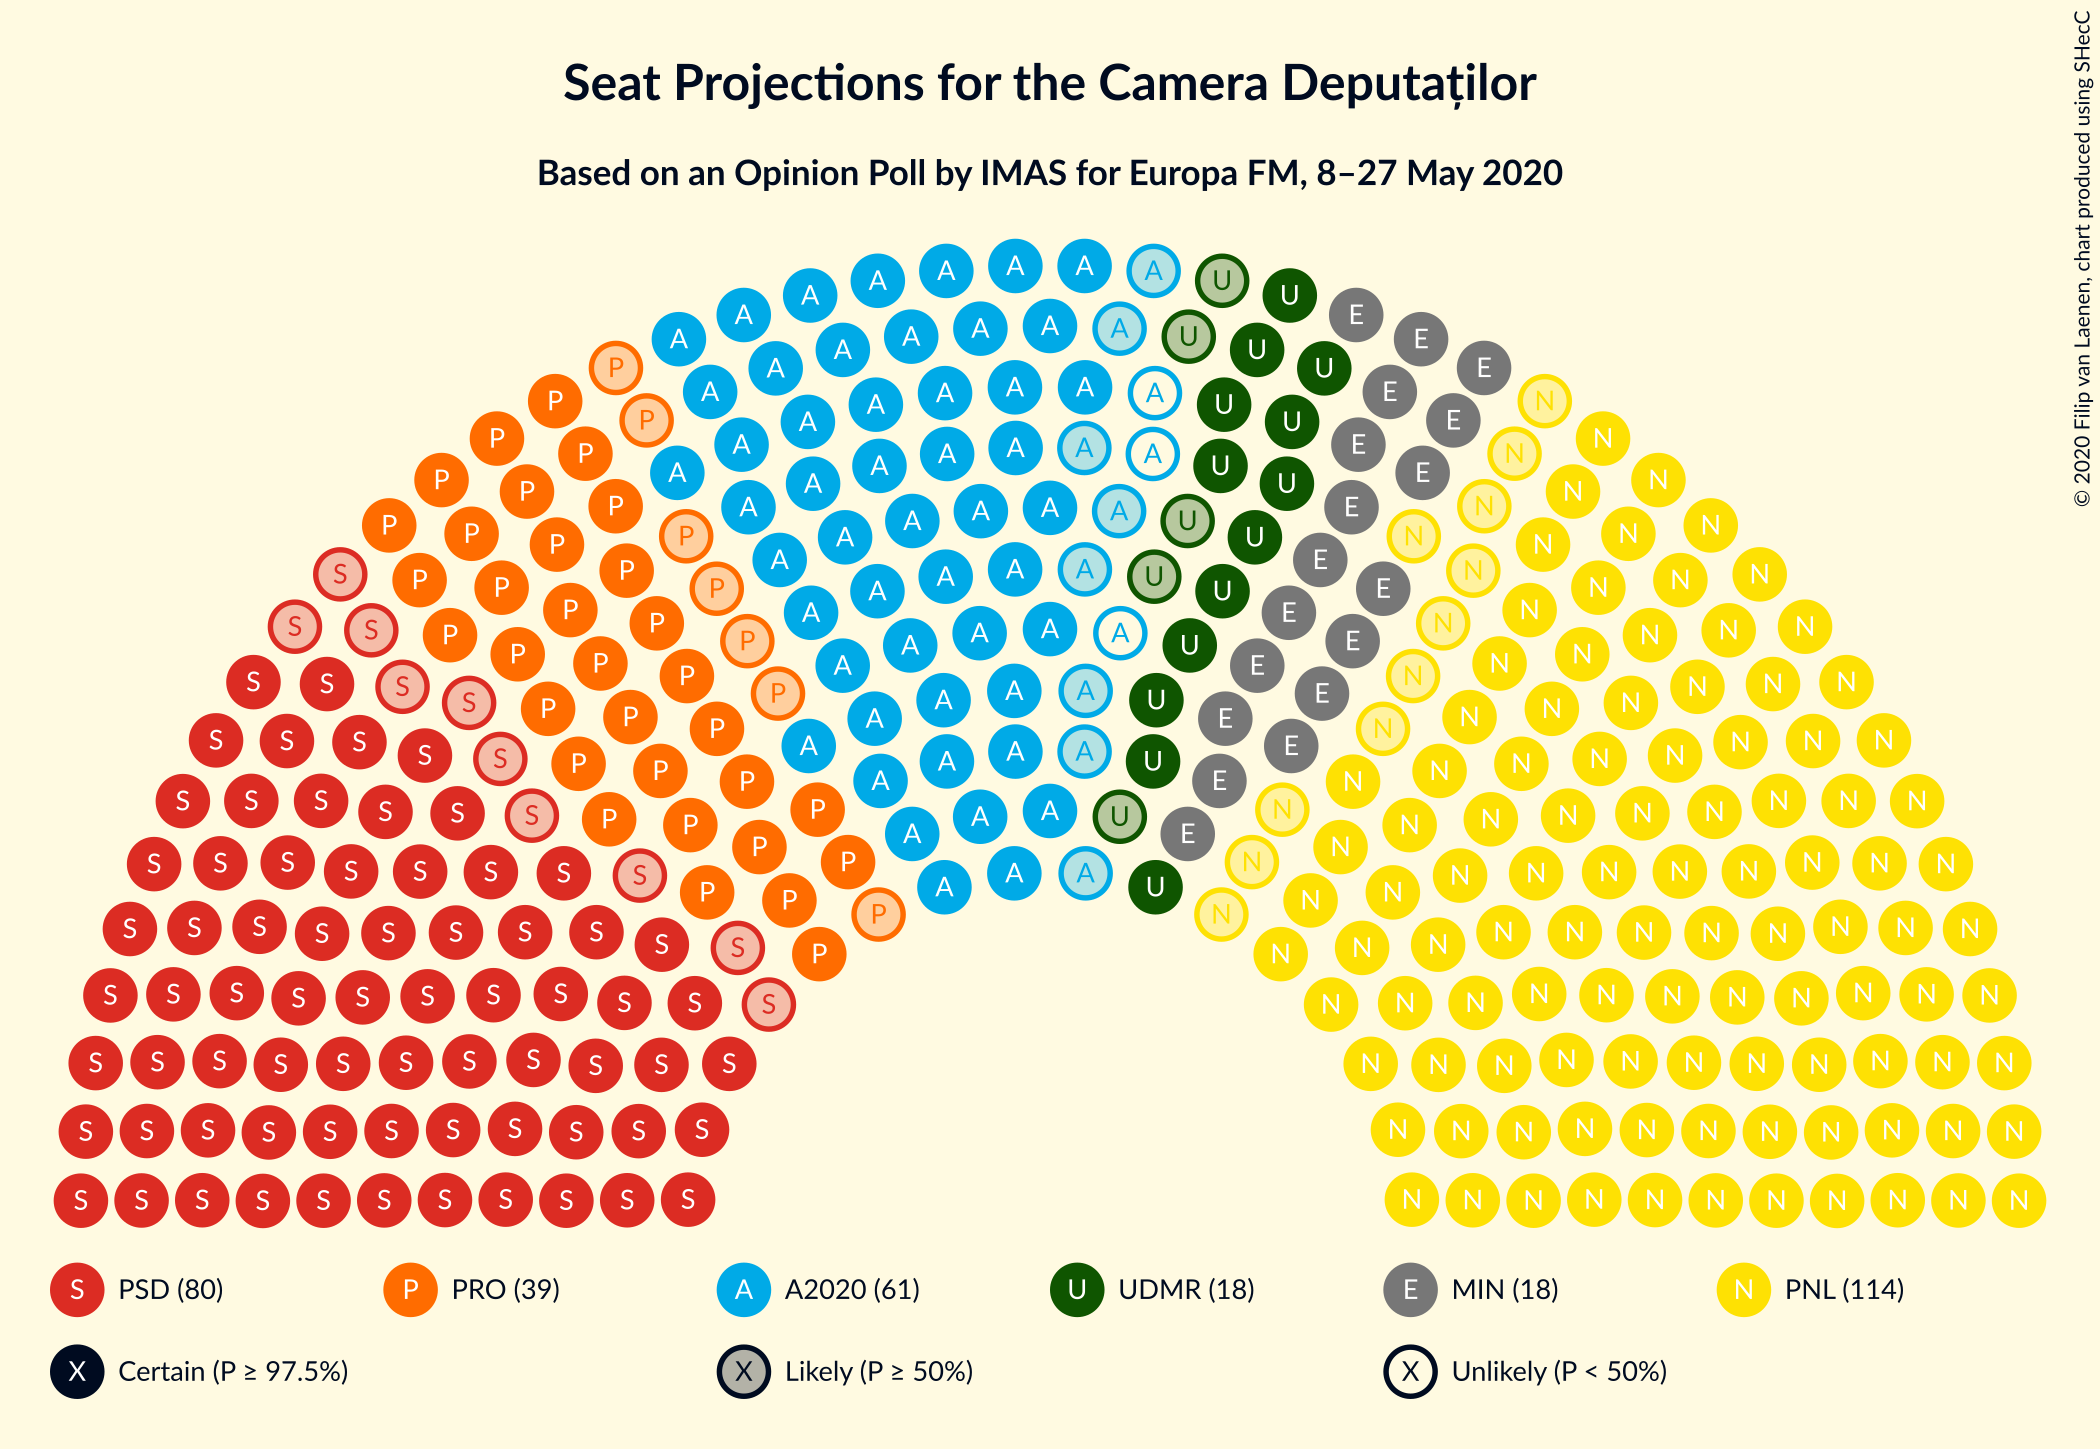 Seat Projections for the Camera Deputaților
Based on an Opinion Poll by IMAS for Europa FM, 8–27 May 2020
© 2020 Filip van Laenen, chart produced using SHecC
S PSD (80) P PRO (39) A A2020 (61) U UDMR (18) E MIN (18) N PNL (114)
X Certain (P ≥ 97.5%) X Likely (P ≥ 50%) X Unlikely (P < 50%)